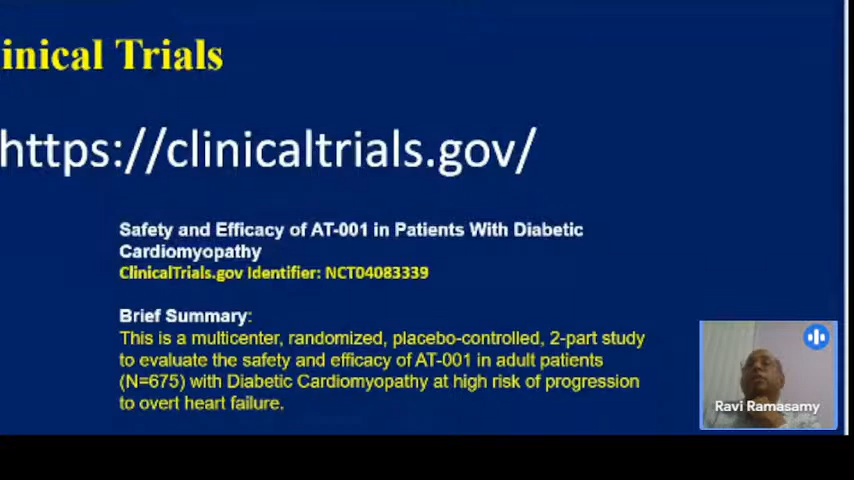 inical Trials
https://clinicaltrials.gov/
Safety and Efficacy of AT-001 in Patients With Diabetic
Cardiomyopathy
ClinicalTrials.gov Identifier: NCT04083339
Brief Summary:
This is a multicenter, randomized, placebo-controlled, 2-part study
to evaluate the safety and efficacy of AT-001 in adult patients
(N=675) with Diabetic Cardiomyopathy at high risk of progression
to overt heart failure.
Ravi Ramasamy